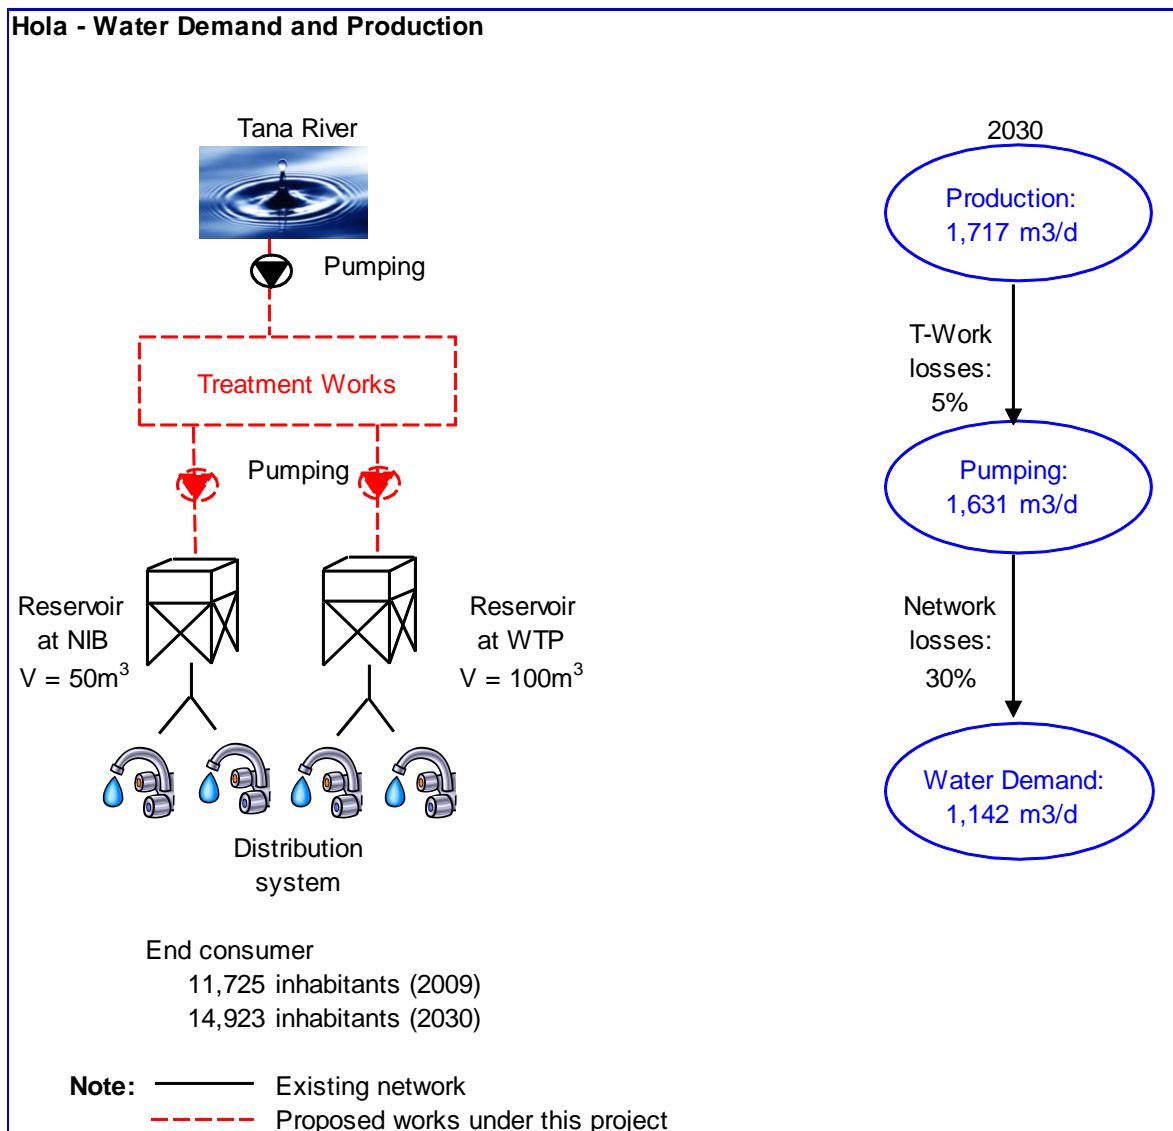 Hola - Water Demand and Production
Tana River
Pumping
Treatment Works
Pumping
Reservoir
at NIB
V = 50m³
Reservoir
at WTP
V = 100m³
Distribution
system
End consumer
11,725 inhabitants (2009)
14,923 inhabitants (2030)
2030
Production:
1,717 m3/d
T-Work
losses:
5%
Pumping:
1,631 m3/d
Network
losses:
30%
Water Demand:
1,142 m3/d
Note:
Existing network
Proposed works under this project